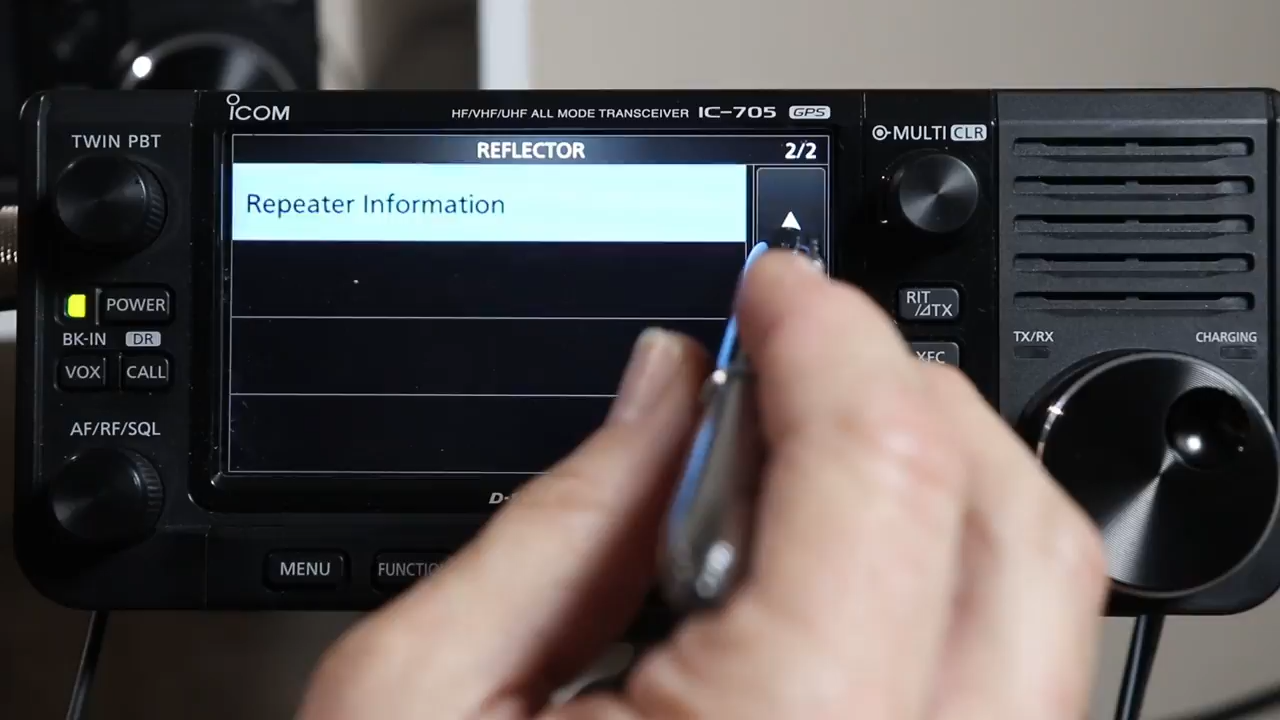 ICOM
HF/VHF/UHF ALL MODE TRANSCEIVER IC-705 GPS
TWIN PBT
REFLECTOR 2/2
MULTI CLR
Repeater Information
POWER
BK-IN DR
VOX CALL
AF/RF/SQL
RIT
⊿TX
TX/RX
CHARGING
MENU